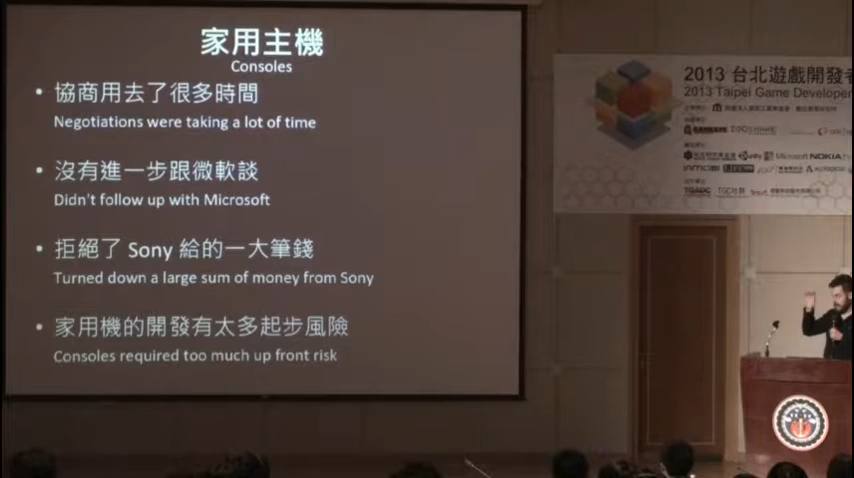 家用主機
Consoles
• 協商用去了很多時間
Negotiations were taking a lot of time
• 沒有進一步跟微軟談
Didn't follow up with Microsoft
• 拒絕了 Sony 給的一大筆錢
Turned down a large sum of money from Sony
• 家用機的開發有太多起步風險
Consoles required too much up front risk
2013 台北遊戲開發者
2013 Taipei Game Developer
unity Microsoft NOKIA